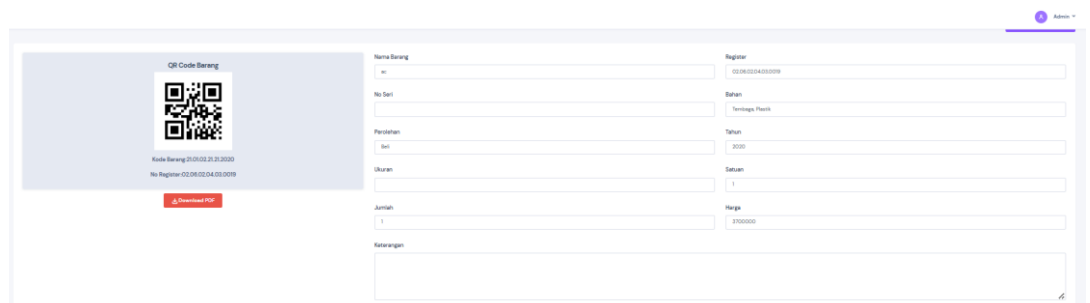 A Admin
QR Code Barang
Kode Barang 21.01.02.21.21.2020
No Register:02.06.02.04.03.0019
Download PDF
Nama Barang
ac
Register
02.06.02.04.03.0019
No Seri
Bahan
Tembaga, Plastik
Perolehan
Beli
Tahun
2020
Ukuran
Satuan
1
Jumlah
1
Harga
3700000
Keterangan